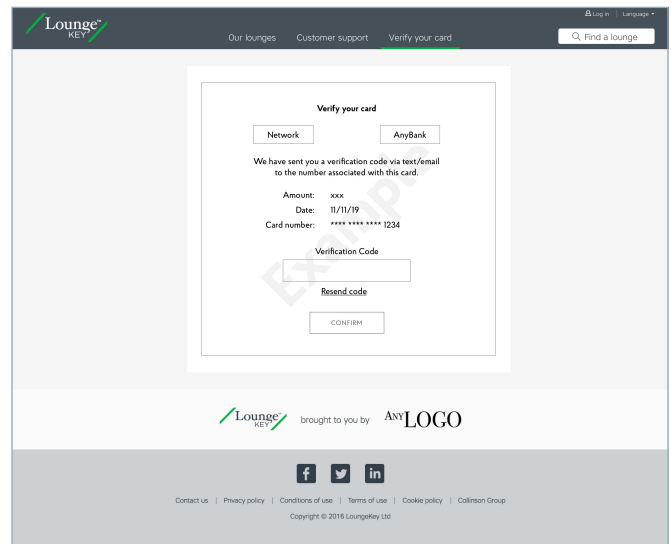 Lounge™
KEY
Log in | Language
Our lounges Customer support Verify your card
Find a lounge
Verify your card
Network AnyBank
We have sent you a verification code via text/email
to the number associated with this card.
Amount: xxx
Date: 11/11/19
Card number: **** **** **** 1234
Example
Verification Code
Resend code
CONFIRM
Lounge™
KEY
brought to you by
ANYLOGO
Contact us | Privacy policy | Conditions of use | Terms of use | Cookie policy | Collinson Group
Copyright © 2016 LoungeKey Ltd